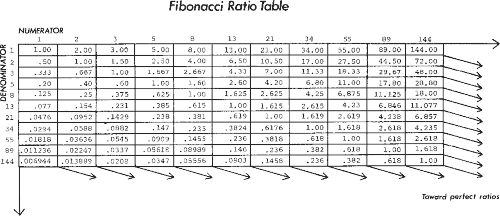 Fibonacci Ratio Table
NUMERATOR
1 2 3 5 8 13 21 34 55 89 144
DENOMINATOR
1 1.00 2.00 3.00 5.00 8.00 13.00 21.00 34.00 55.00 89.00 144.00
2 .50 1.00 1.50 2.50 4.00 6.50 10.50 17.00 27.50 44.50 72.00
3 .333 .667 1.00 1.667 2.667 4.33 7.00 11.33 18.33 29.67 48.00
5 .20 .40 .60 1.00 1.60 2.60 4.20 6.80 11.00 17.80 28.80
8 .125 .25 .375 .625 1.00 1.625 2.625 4.25 6.875 11.125 18.00
13 .077 .154 .231 .385 .615 1.00 1.615 2.615 4.23 6.846 11.077
21 .0476 .0952 .1429 .238 .381 .619 1.00 1.619 2.619 4.238 6.857
34 .0294 .0588 .0882 .147 .235 .3824 .6176 1.00 1.618 2.618 4.235
55 .01818 .03636 .0545 .0909 .1455 .236 .3818 .618 1.00 1.618 2.618
89 .011236 .02247 .0337 .05618 .08989 .146 .236 .382 .618 1.00 1.618
144 .006944 .013889 .0208 .0347 .05556 .0903 .1458 .236 .382 .618 1.00
Toward perfect ratios